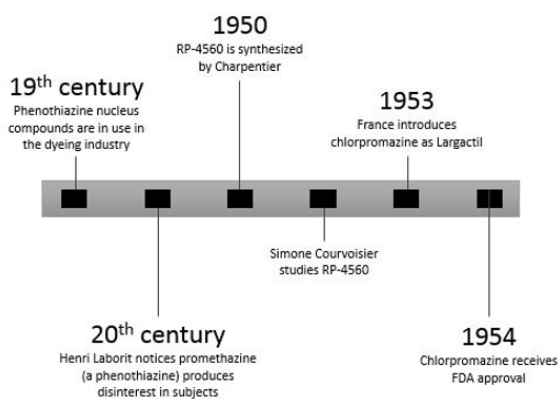 19th century
Phenothiazine nucleus
compounds are in use in
the dyeing industry
20th century
Henri Laborit notices promethazine
(a phenothiazine) produces
disinterest in subjects
1950
RP-4560 is synthesized
by Charpentier
Simone Courvoisier
studies RP-4560
1953
France introduces
chlorpromazine as Largactil
1954
Chlorpromazine receives
FDA approval